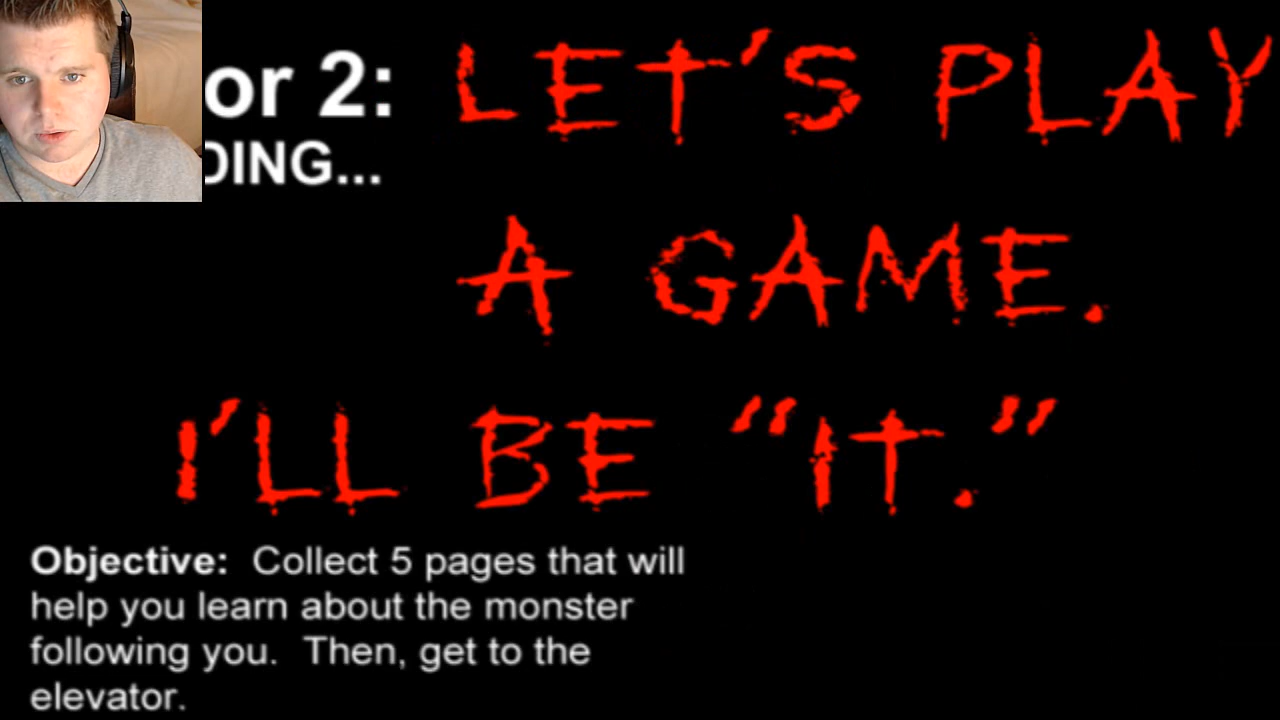 or 2: LET'S PLAY
DING...
A GAME.
I'LL BE "IT."
Objective: Collect 5 pages that will
help you learn about the monster
following you. Then, get to the
elevator.